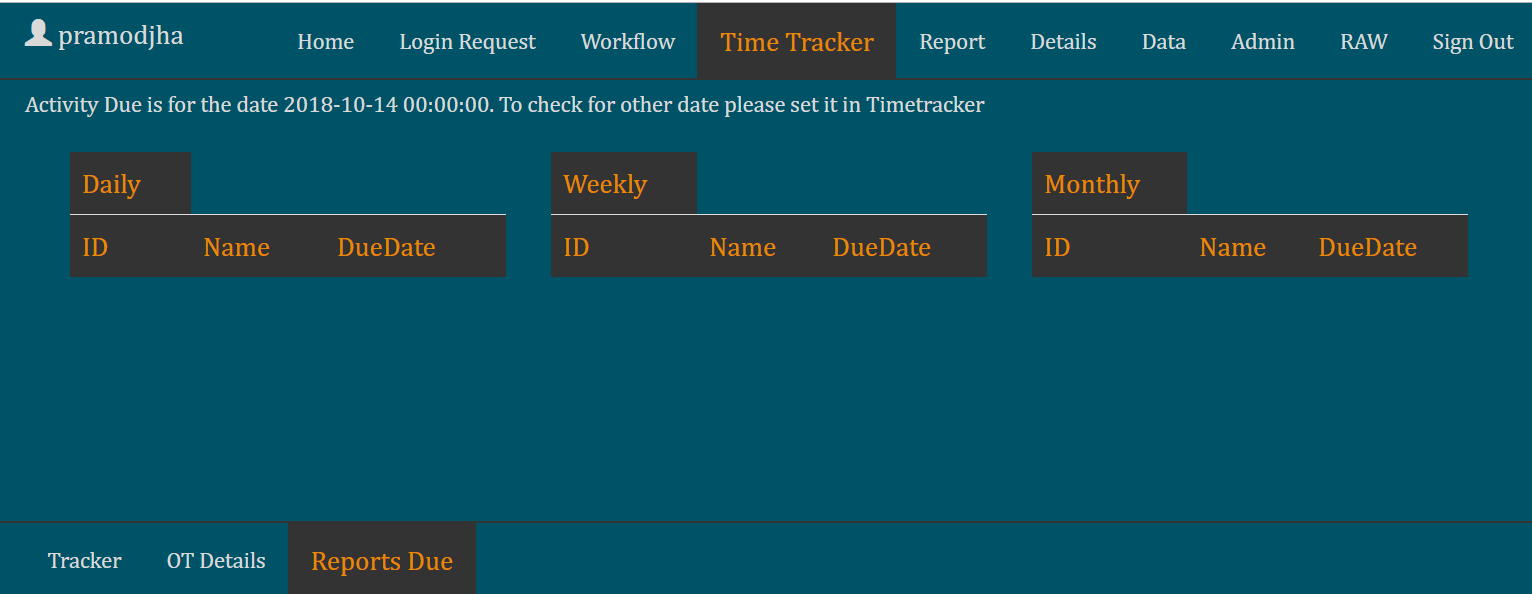 pramodjha Home Login Request Workflow Time Tracker Report Details Data Admin RAW Sign Out
Activity Due is for the date 2018-10-14 00:00:00. To check for other date please set it in Timetracker
Daily Weekly Monthly
ID Name DueDate ID Name DueDate ID Name DueDate
Tracker OT Details Reports Due